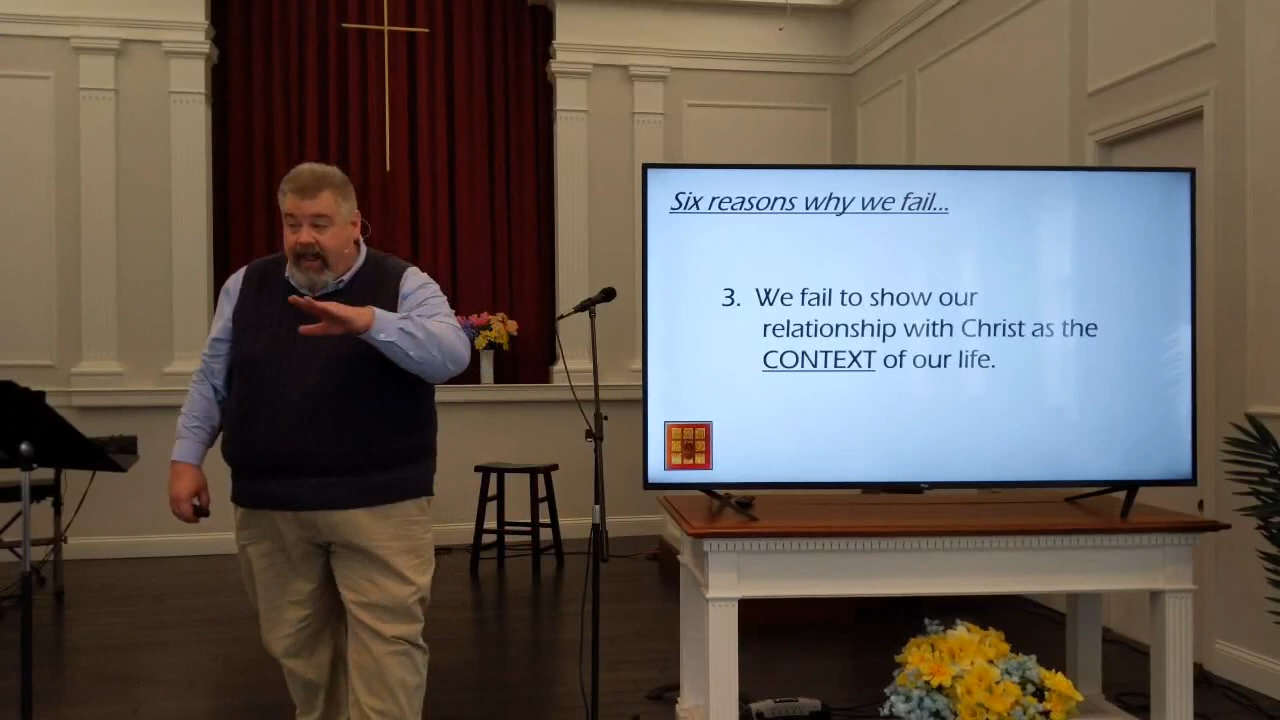 Six reasons why we fail...
3. We fail to show our
relationship with Christ as the
CONTEXT of our life.